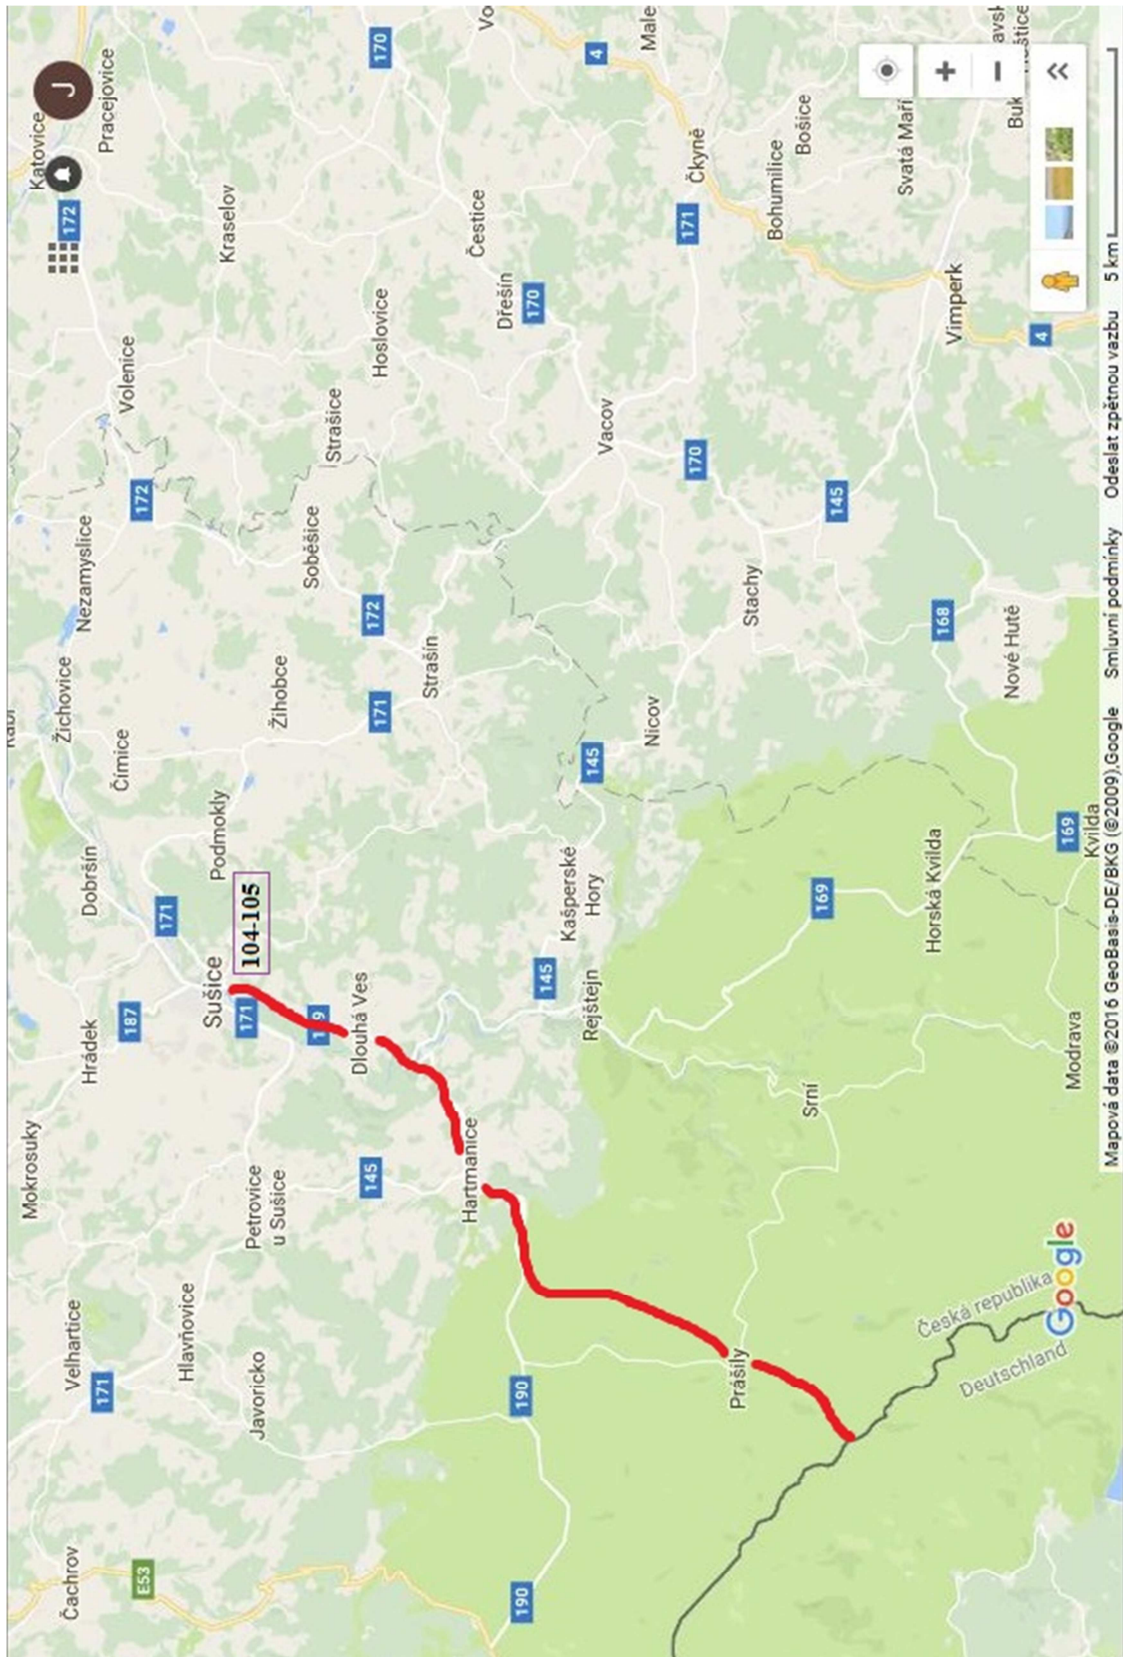 Mokrosuky
Katovice
Čachrov
Velhartice
Žichovice
J
172
Hrádek
Dobršín
Nezamyslice
171
Pracejovice
E53
187
Čímice
Volenice
171
172
Hlavňovice
Sušice
Podmokly
Kraselov
Javoricko
Petrovice
u Sušice
171
104-105
Žihobce
Soběšice
Strašice
145
Dlouhá Ves
171
172
Hoslovice
170
Hartmanice
Strašín
Čestice
Vo
190
190
145
Dřešín
170
Rejštejn
Kašperské
Hory
145
Vacov
4
Nicov
Male
171
170
Čkyně
Prášily
Stachy
Bohumilice
Bošice
Srní
169
145
Svatá Maří
Horská Kvilda
168
Vimperk
Česká republika
Deutschland
Nové Hutě
Buk
4
Modrava
169
Kvilda
Google
Mapová data ©2016 GeoBasis-DE/BKG (©2009),Google Smluvní podmínky Odeslat zpětnou vazbu 5 km